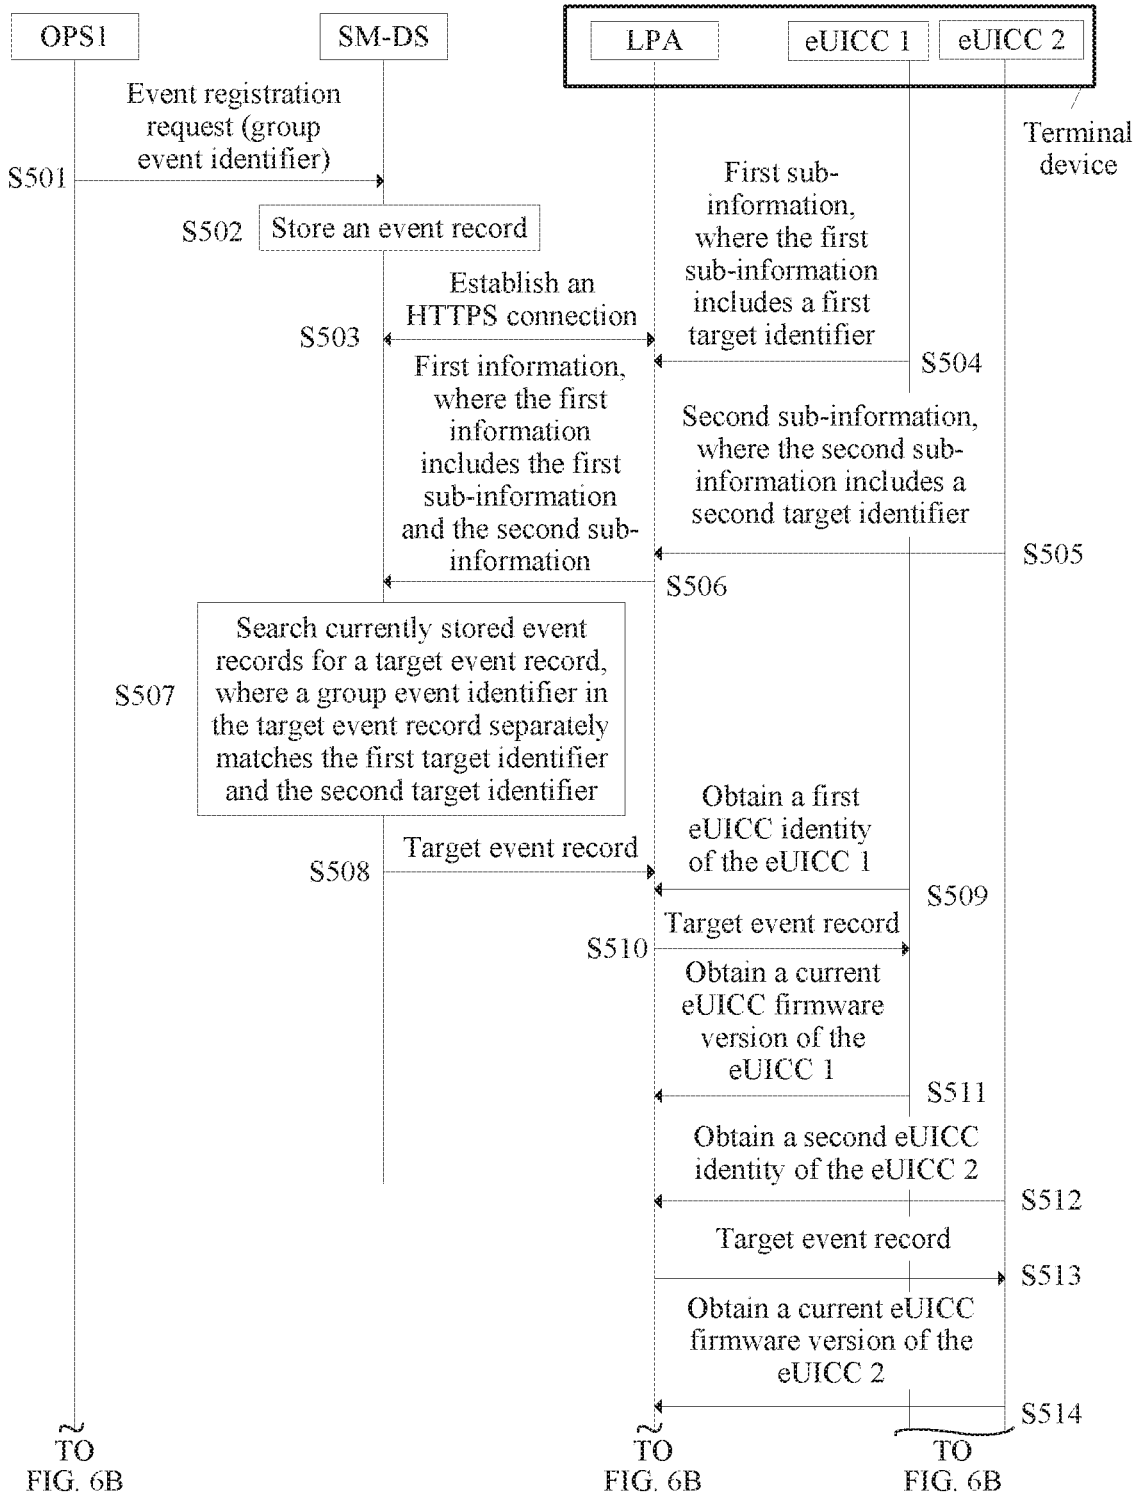 OPS1
SM-DS
LPA
eUICC 1
eUICC 2
Terminal
device
Event registration
request (group
event identifier)
S501
S502
Store an event record
Establish an
HTTPS connection
S503
First sub-
information,
where the first
sub-information
includes a first
target identifier
S504
First information,
where the first
information
includes the first
sub-information
and the second sub-
information
Second sub-information,
where the second sub-
information includes a
second target identifier
S505
S506
S507
Search currently stored event
records for a target event record,
where a group event identifier in
the target event record separately
matches the first target identifier
and the second target identifier
S508
Target event record
Obtain a first
eUICC identity
of the eUICC 1
S509
S510
Target event record
Obtain a current
eUICC firmware
version of the
eUICC 1
S511
Obtain a second eUICC
identity of the eUICC 2
S512
Target event record
S513
Obtain a current eUICC
firmware version of the
eUICC 2
S514
TO
FIG. 6B
TO
FIG. 6B
TO
FIG. 6B